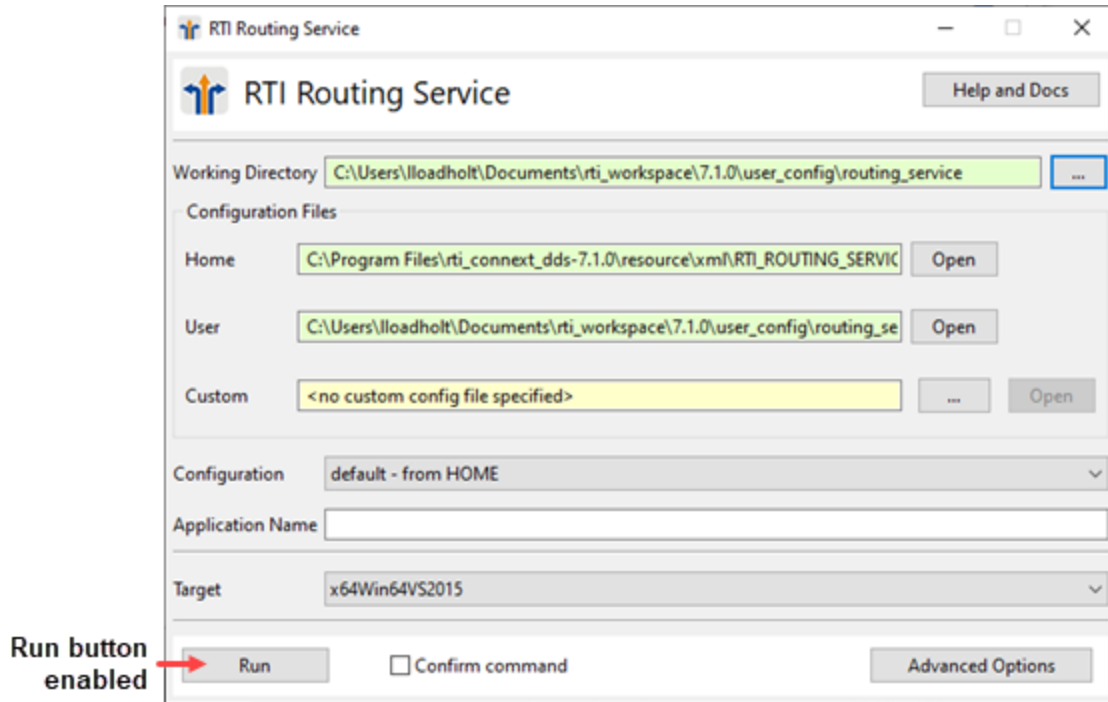 RTI Routing Service
RTI Routing Service
Help and Docs
Working Directory C:\Users\lloadholt\Documents\rti_workspace\7.1.0\user_config\routing_service ...
Configuration Files
Home C:\Program Files\rti_connext_dds-7.1.0\resource\xml\RTI_ROUTING_SERVIC Open
User C:\Users\lloadholt\Documents\rti_workspace\7.1.0\user_config\routing_se Open
Custom <no custom config file specified> ... Open
Configuration default - from HOME
Application Name
Target x64Win64VS2015
Run button
enabled
Run Confirm command Advanced Options